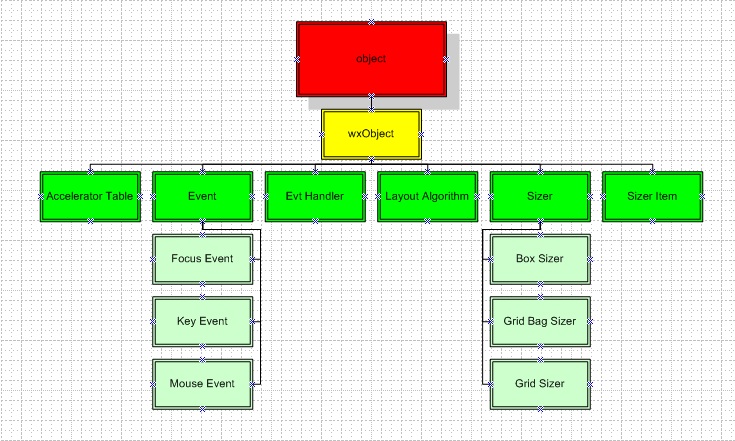 object
wxObject
Accelerator Table
Event
Evt Handler
Layout Algorithm
Sizer
Sizer Item
Focus Event
Box Sizer
Key Event
Grid Bag Sizer
Mouse Event
Grid Sizer